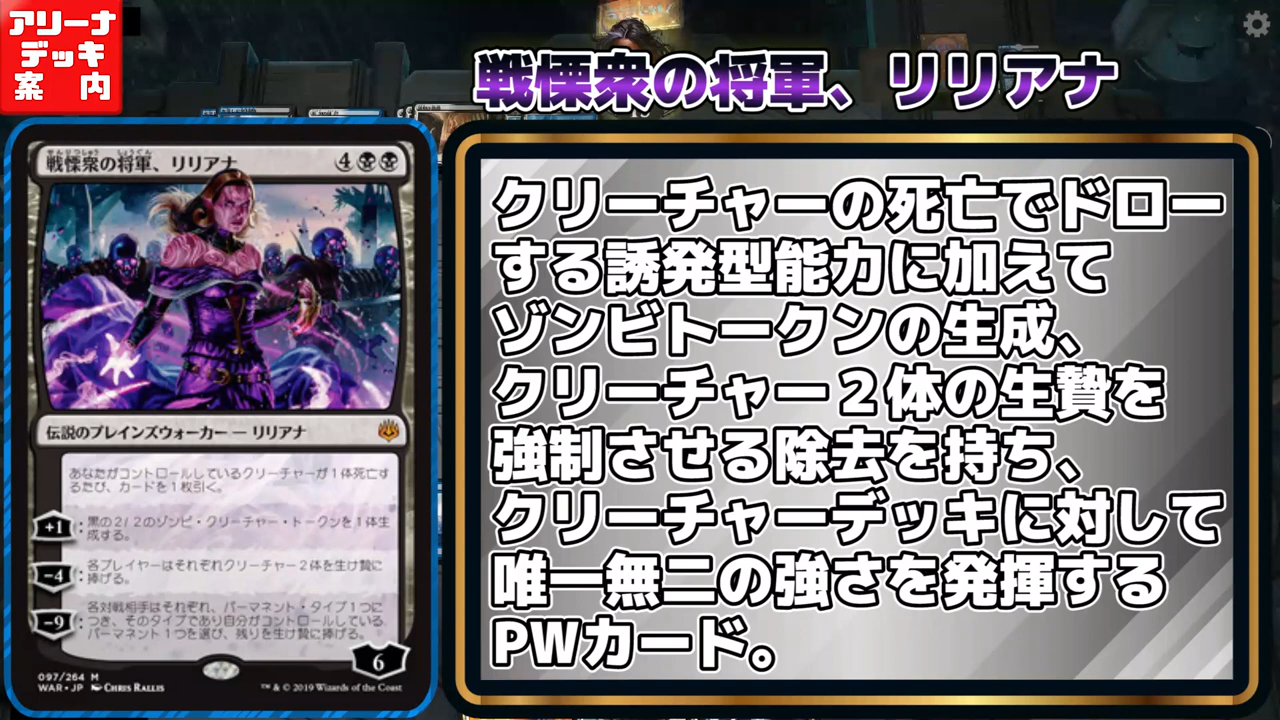 アリーナ
デッキ
案内
戦慄衆の将軍、リリアナ
せんりつしゅう しょうぐん
戦慄衆の将軍、リリアナ 4
伝説のプレインズウォーカー — リリアナ
あなたがコントロールしているクリーチャーが1体死亡す
るたび、カードを1枚引く。
+1:黒の2/2のゾンビ・クリーチャー・トークンを1体生
成する。
-4:各プレイヤーはそれぞれクリーチャー2体を生け贄に
捧げる。
-9:各対戦相手はそれぞれ、パーマネント・タイプ1つに
つき、そのタイプであり自分がコントロールしている
パーマネント1つを選び、残りを生け贄に捧げる。
6
097/264 M
WAR • JP CHRIS RALLIS
™ & © 2019 Wizards of the Coast
クリーチャーの死亡でドロー
する誘発型能力に加えて
ゾンビトークンの生成、
クリーチャー2体の生贄を
強制させる除去を持ち、
クリーチャーデッキに対して
唯一無二の強さを発揮する
PWカード。